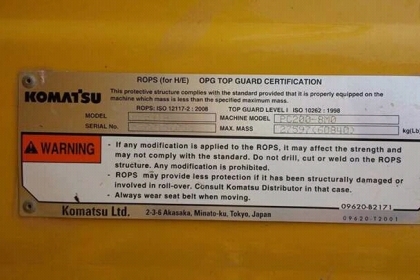 ROPS (for H/E) OPG TOP GUARD CERTIFICATION
This protective structure complies with the standard provided that it is properly equipped on the
machine which mass is less than the specified maximum mass.
KOMATSU
ROPS: ISO 12117-2 : 2008 TOP GUARD LEVEL I ISO 10262 : 1998
MODEL MACHINE MODEL PC200-8M0
SERIAL No. MAX. MASS kg(Lb)
WARNING
- If any modification is applied to the ROPS, it may affect the strength and
may not comply with the standard. Do not drill, cut or weld on the ROPS
structure. Any modification is prohibited.
- ROPS may provide less protection if it has been structurally damaged or
involved in roll-over. Consult Komatsu Distributor in that case.
- Always wear seat belt when moving.
09620-B2171
Komatsu Ltd. 2-3-6 Akasaka, Minato-ku, Tokyo, Japan
09620-T2001